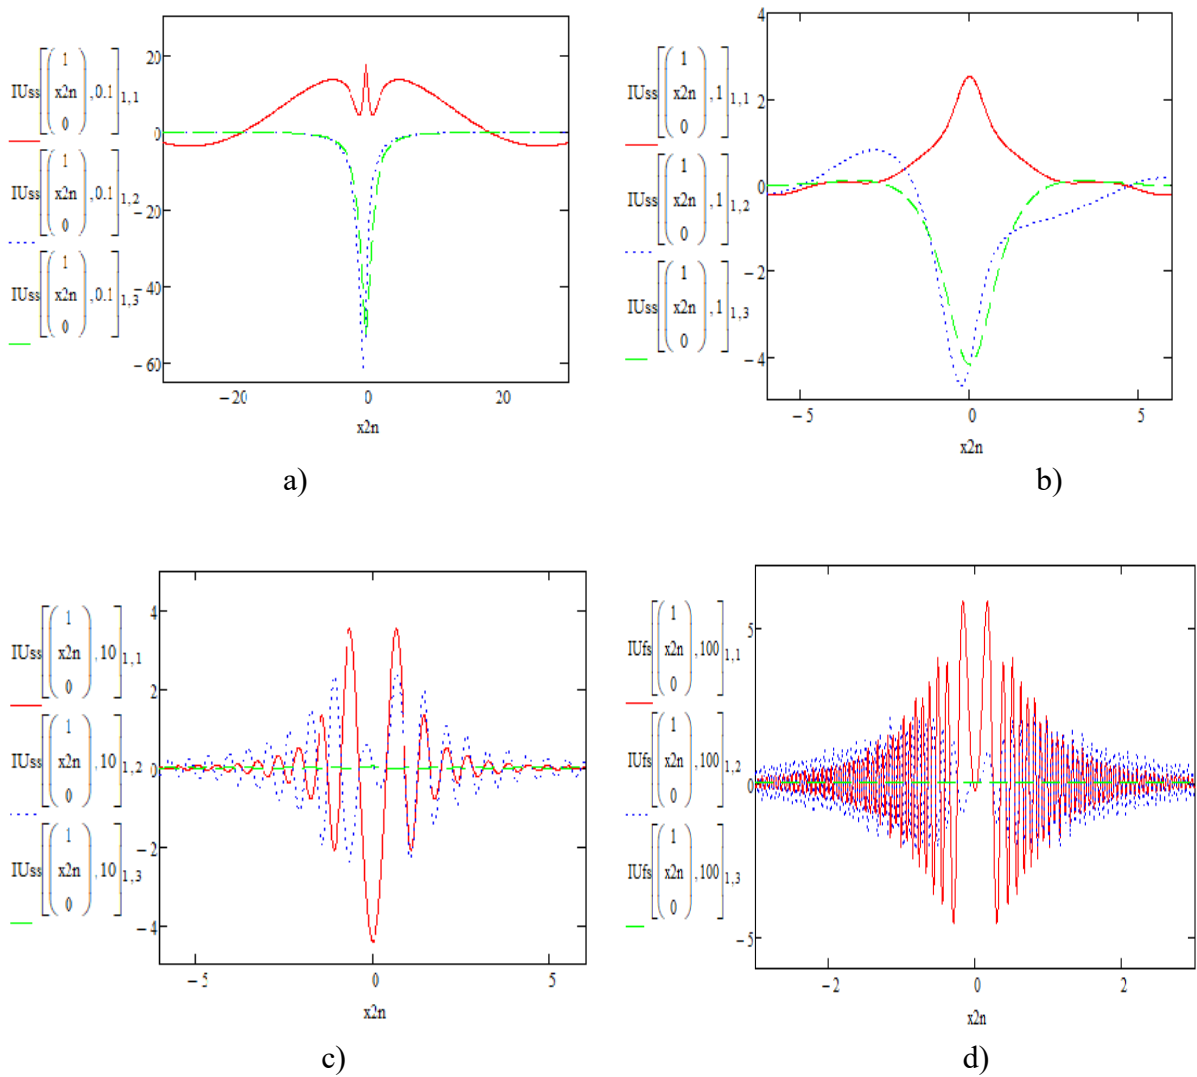 IUss[(1 x2n 0), 0.1]1,1
IUss[(1 x2n 0), 0.1]1,2
IUss[(1 x2n 0), 0.1]1,3
20
0
−20
−40
−60
−20 0 20
x2n
a)
IUss[(1 x2n 0), 1]1,1
IUss[(1 x2n 0), 1]1,2
IUss[(1 x2n 0), 1]1,3
4
2
0
−2
−4
−5 0 5
x2n
b)
IUss[(1 x2n 0), 10]1,1
IUss[(1 x2n 0), 10]1,2
IUss[(1 x2n 0), 10]1,3
4
2
0
−2
−4
−5 0 5
x2n
c)
IUfs[(1 x2n 0), 100]1,1
IUfs[(1 x2n 0), 100]1,2
IUfs[(1 x2n 0), 100]1,3
5
0
−5
−2 0 2
x2n
d)